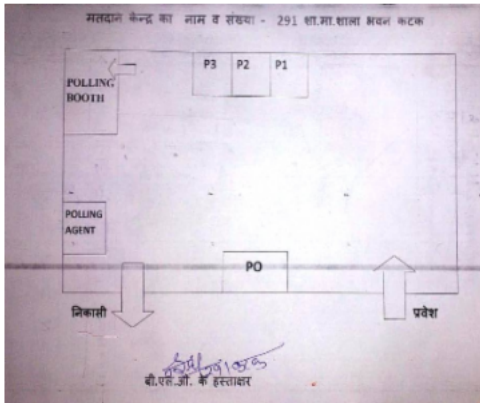 मतदान केन्द्र का नाम व संख्या - 291 शा.मा.शाला भवन कटक
P3 P2 P1
POLLING
BOOTH
POLLING
AGENT
PO
निकासी
प्रवेश
बी.एल.ओ. के हस्ताक्षर